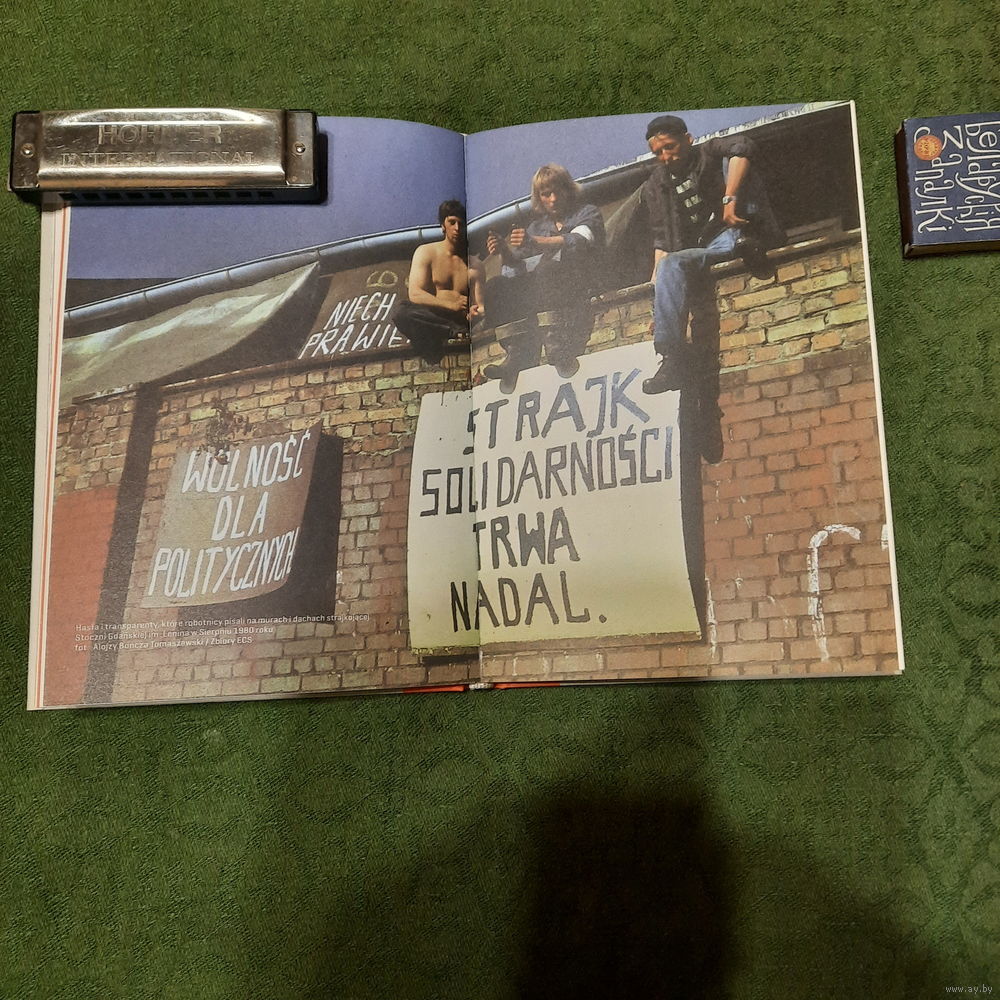 HOHNER
INTERNATIONAL
NIECH
PRAWIE
WOLNOŚĆ
DLA
POLITYCZNYCH
STRAJK
SOLIDARNOŚCI
TRWA
NADAL.
Hasła i transparenty, które robotnicy pisali na murach i dachach strajkującej
Stoczni Gdańskiej im. Lenina w Sierpniu 1980 roku
fot. Alojzy Bończa Tomaszewski / Zbiory ECS
www.ay.by